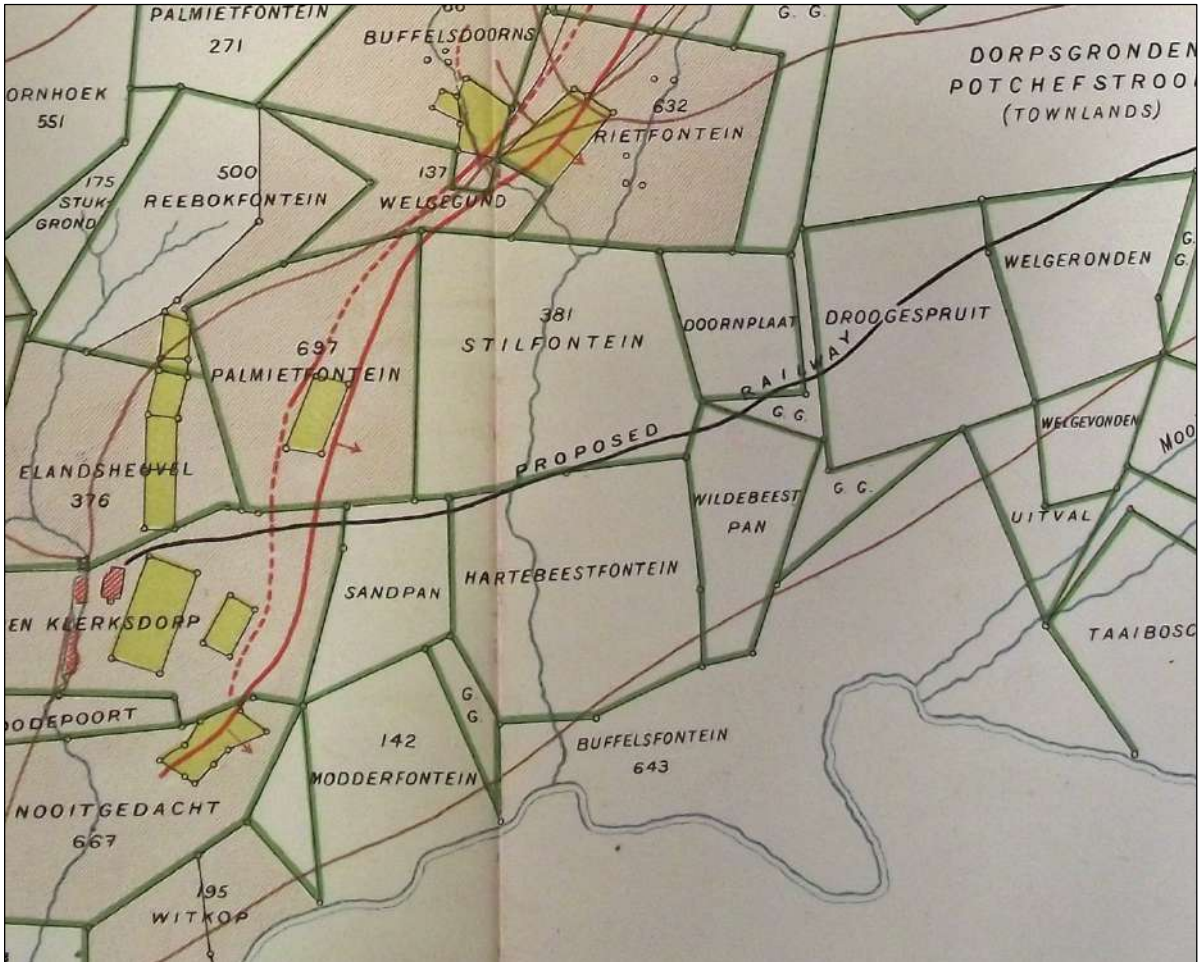 PALMIETFONTEIN
271
BUFFELSDOORNS
G. G.
DORPSGRONDEN
POTCHEFSTROO
(TOWNLANDS)
ORNHOEK
551
632
RIETFONTEIN
175
STUK-
GROND
500
REEBOKFONTEIN
137
WELGEGUND
G.
G.
WELGERONDEN
381
STILFONTEIN
DOORNPLAAT
DROOGESPRUIT
697
PALMIETFONTEIN
PROPOSED RAILWAY
G. G.
WELGEVONDEN
MOO
ELANDSHEUVEL
376
G. G.
WILDEBEEST
PAN
UITVAL
HARTEBEESTFONTEIN
SANDPAN
EN KLERKSDORP
TAAIBOSC
G.
G.
OODEPOORT
142
MODDERFONTEIN
BUFFELSFONTEIN
643
NOOITGEDACHT
667
195
WITKOP